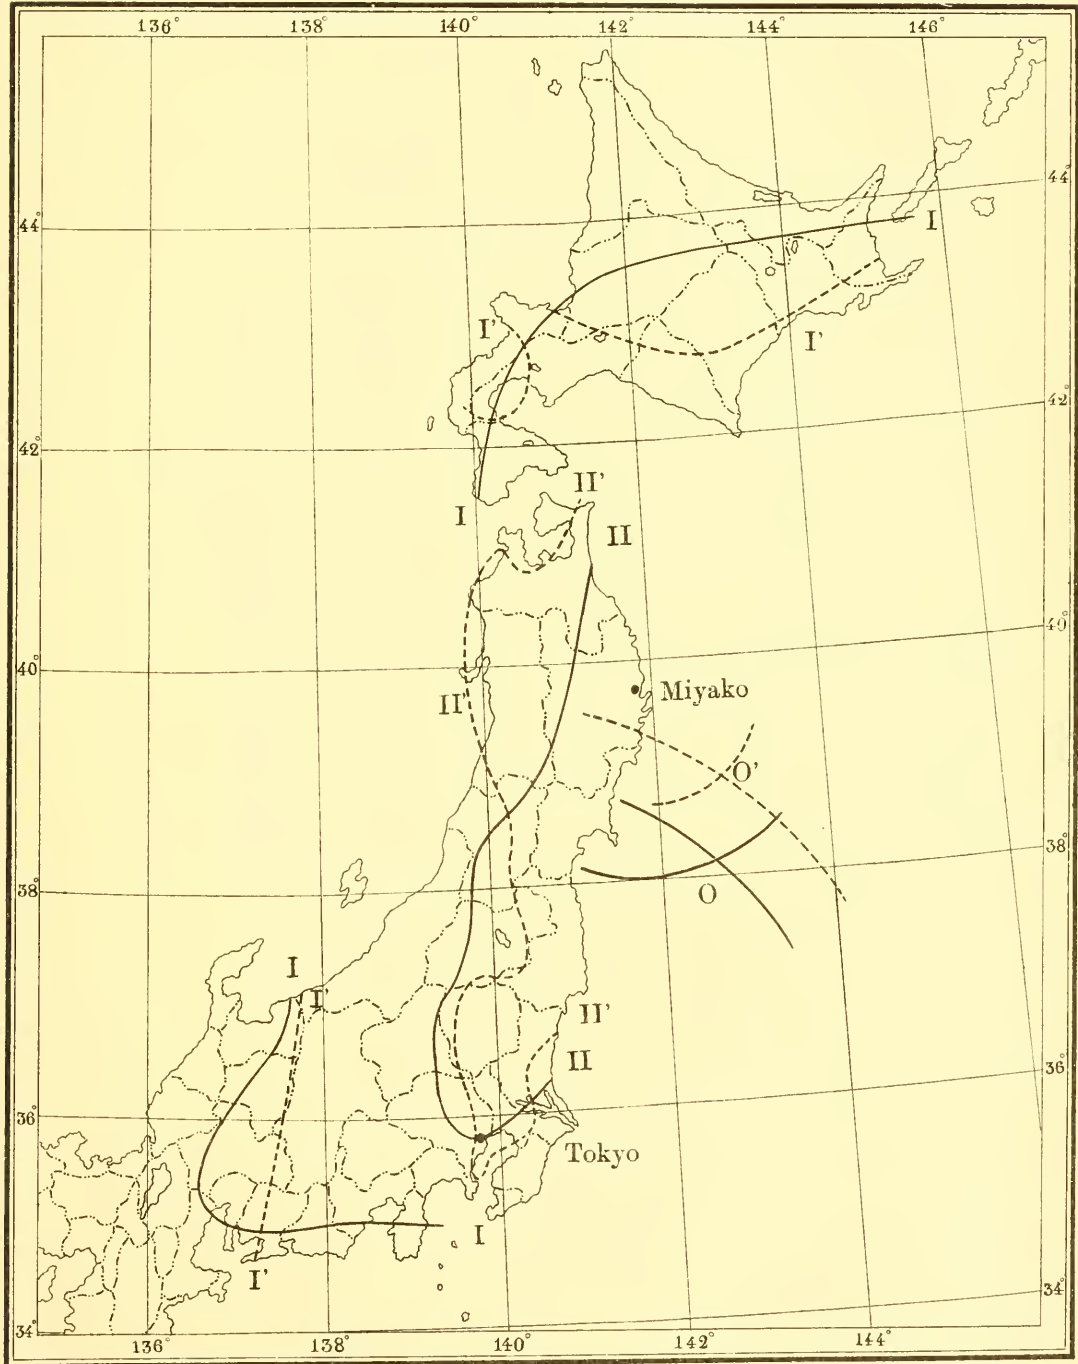 136° 138° 140° 142° 144° 146°
44° 44°
I
I' I'
42° 42°
II'
I II
40° 40°
Miyako
II'
O'
38° 38°
O
I I'
II'
II
36° 36°
Tokyo
I
I'
34° 34°
136° 138° 140° 142° 144°